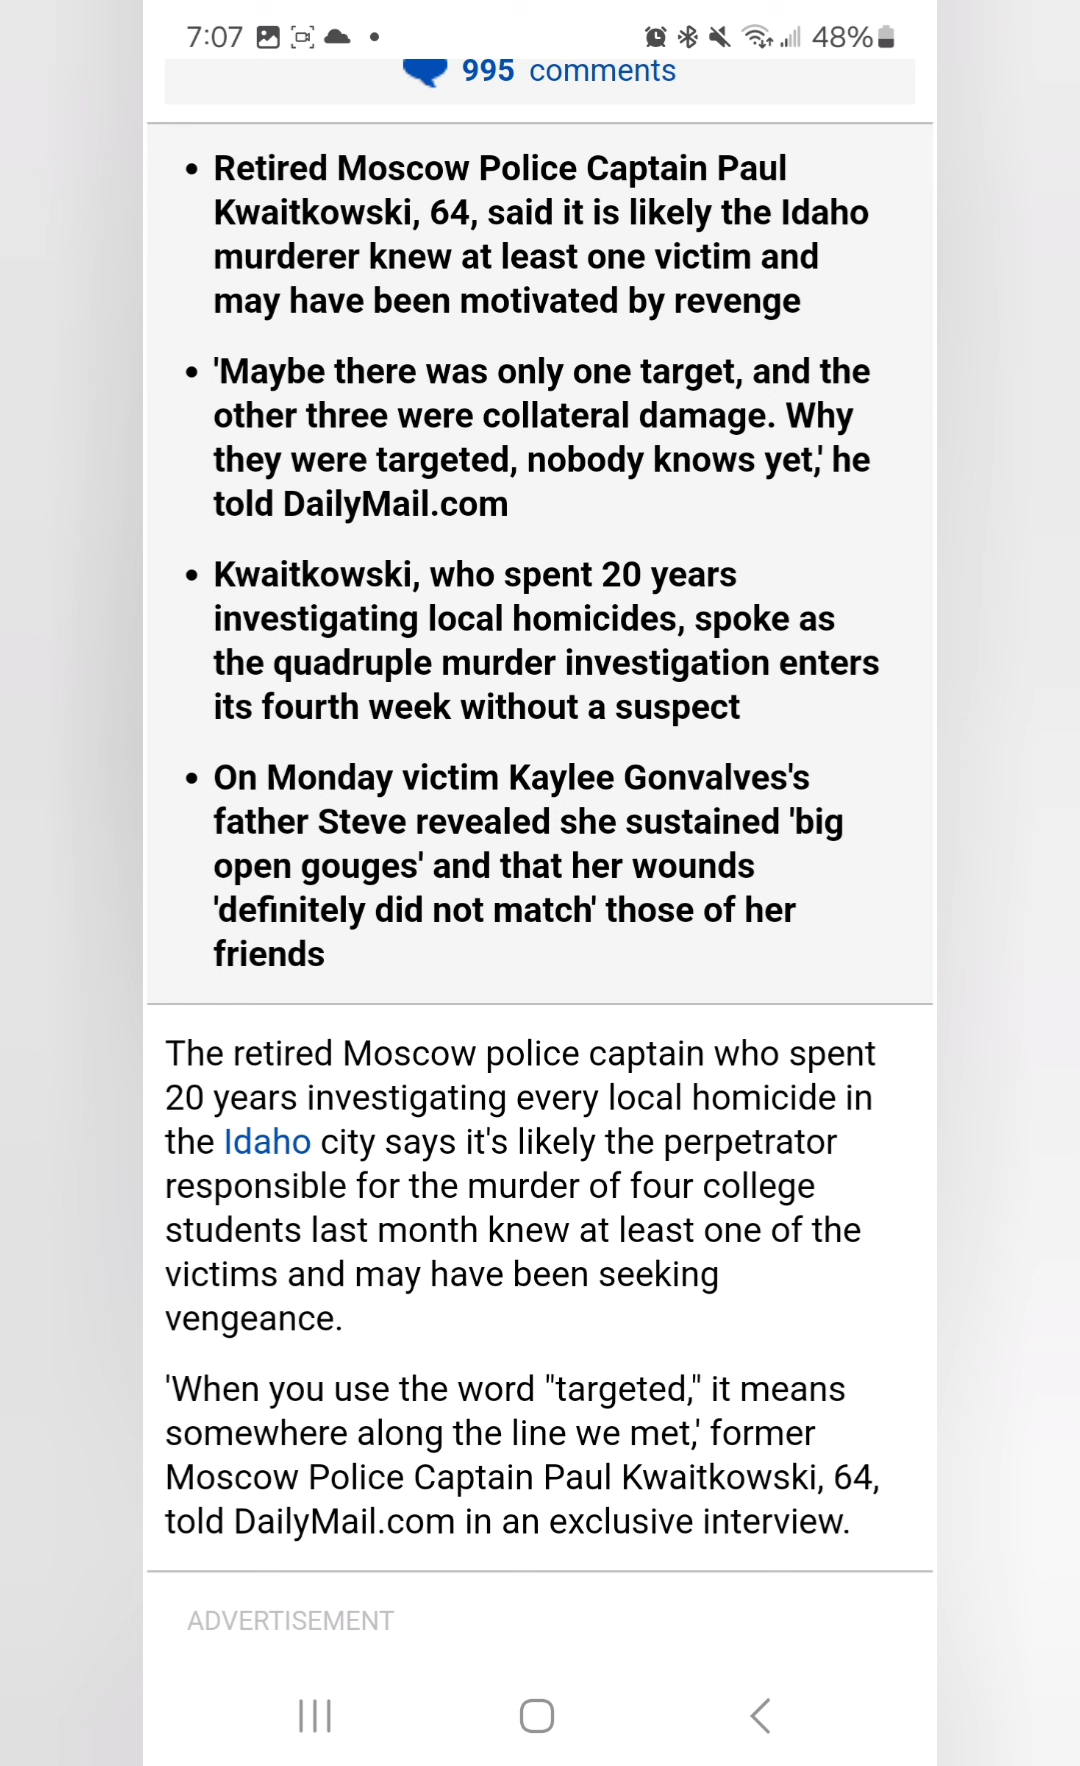 7:07 48%
995 comments
• Retired Moscow Police Captain Paul
Kwaitkowski, 64, said it is likely the Idaho
murderer knew at least one victim and
may have been motivated by revenge
• 'Maybe there was only one target, and the
other three were collateral damage. Why
they were targeted, nobody knows yet,' he
told DailyMail.com
• Kwaitkowski, who spent 20 years
investigating local homicides, spoke as
the quadruple murder investigation enters
its fourth week without a suspect
• On Monday victim Kaylee Gonvalves's
father Steve revealed she sustained 'big
open gouges' and that her wounds
'definitely did not match' those of her
friends
The retired Moscow police captain who spent
20 years investigating every local homicide in
the Idaho city says it's likely the perpetrator
responsible for the murder of four college
students last month knew at least one of the
victims and may have been seeking
vengeance.
'When you use the word "targeted," it means
somewhere along the line we met,' former
Moscow Police Captain Paul Kwaitkowski, 64,
told DailyMail.com in an exclusive interview.
ADVERTISEMENT